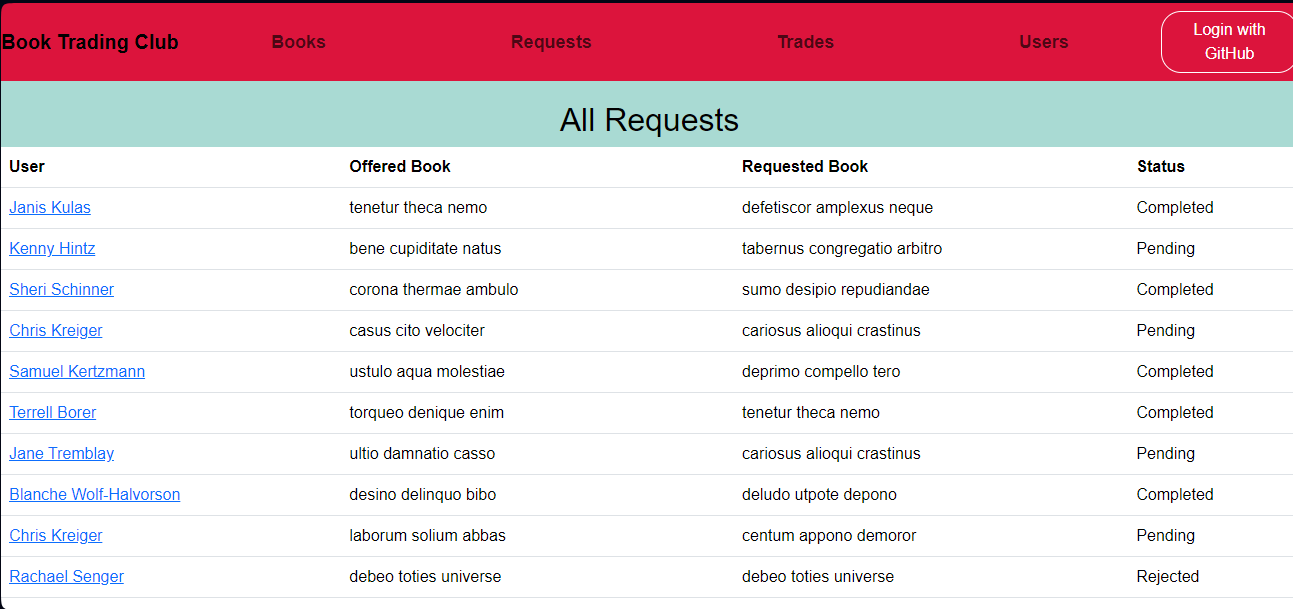 Book Trading Club Books Requests Trades Users Login with
GitHub
All Requests
User Offered Book Requested Book Status
Janis Kulas tenetur theca nemo defetiscor amplexus neque Completed
Kenny Hintz bene cupiditate natus tabernus congregatio arbitro Pending
Sheri Schinner corona thermae ambulo sumo desipio repudiandae Completed
Chris Kreiger casus cito velociter cariosus alioqui crastinus Pending
Samuel Kertzmann ustulo aqua molestiae deprimo compello tero Completed
Terrell Borer torqueo denique enim tenetur theca nemo Completed
Jane Tremblay ultio damnatio casso cariosus alioqui crastinus Pending
Blanche Wolf-Halvorson desino delinquo bibo deludo utpote depono Completed
Chris Kreiger laborum solium abbas centum appono demoror Pending
Rachael Senger debeo toties universe debeo toties universe Rejected